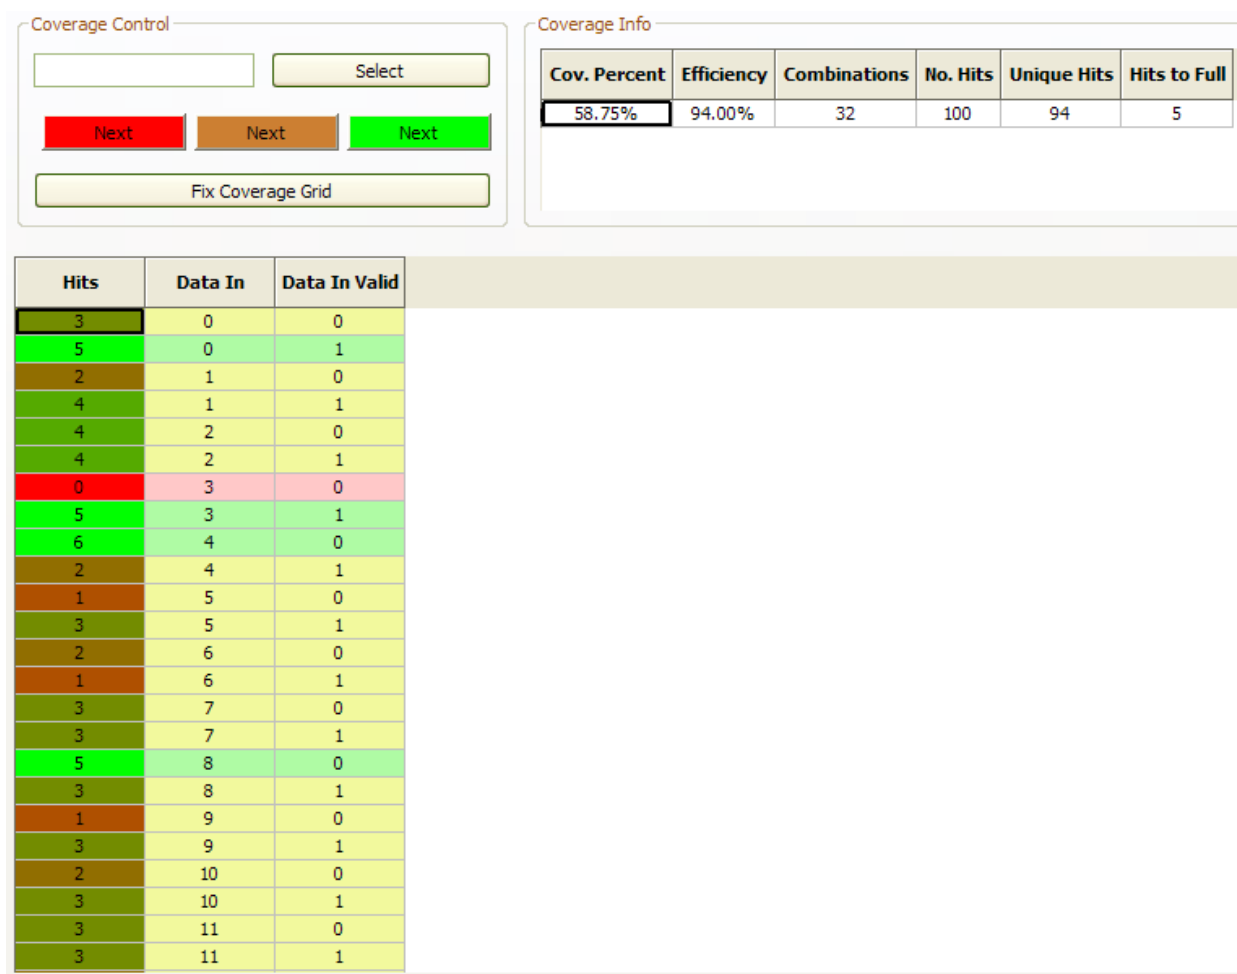 Coverage Control
Select
Next Next Next
Fix Coverage Grid
Coverage Info
Cov. Percent Efficiency Combinations No. Hits Unique Hits Hits to Full
58.75% 94.00% 32 100 94 5
Hits Data In Data In Valid
3 0 0
5 0 1
2 1 0
4 1 1
4 2 0
4 2 1
0 3 0
5 3 1
6 4 0
2 4 1
1 5 0
3 5 1
2 6 0
1 6 1
3 7 0
3 7 1
5 8 0
3 8 1
1 9 0
3 9 1
2 10 0
3 10 1
3 11 0
3 11 1